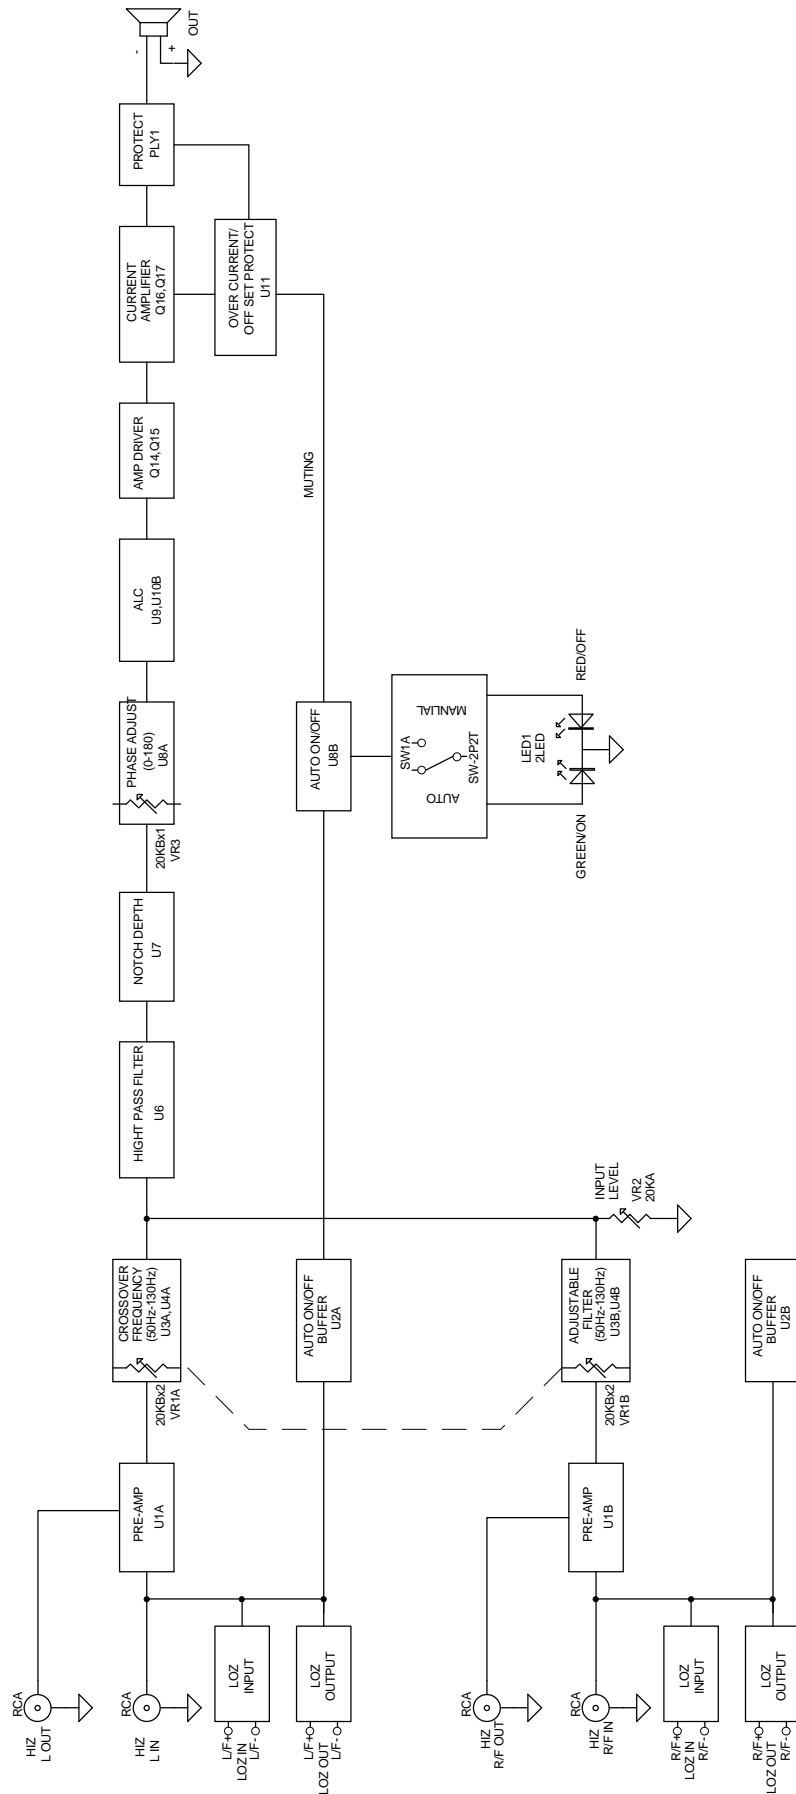 OUT
-
+
PROTECT
PLY1
CURRENT
AMPLIFIER
Q16,Q17
OVER CURRENT/
OFF SET PROTECT
U11
AMP DRIVER
Q14,Q15
MUTING
ALC
U9,U10B
PHASE ADJUST
(0-180)
U8A
20KBx1
VR3
AUTO ON/OFF
U8B
MANLIAL
SW1A
SW-2P2T
AUTO
RED/OFF
LED1
2LED
GREEN/ON
NOTCH DEPTH
U7
HIGHT PASS FILTER
U6
INPUT
LEVEL
VR2
20KA
CROSSOVER
FREQUENCY
(50Hz-130Hz)
U3A,U4A
20KBx2
VR1A
AUTO ON/OFF
BUFFER
U2A
ADJUSTABLE
FILTER
(50Hz-130Hz)
U3B,U4B
20KBx2
VR1B
AUTO ON/OFF
BUFFER
U2B
PRE-AMP
U1A
PRE-AMP
U1B
RCA
HIZ
L OUT
RCA
HIZ
L IN
LOZ
INPUT
L/F+
LOZ IN
L/F-
LOZ
OUTPUT
L/F+
LOZ OUT
L/F-
RCA
HIZ
R/F OUT
RCA
HIZ
R/F IN
LOZ
INPUT
R/F+
LOZ IN
R/F-
LOZ
OUTPUT
R/F+
LOZ OUT
R/F-